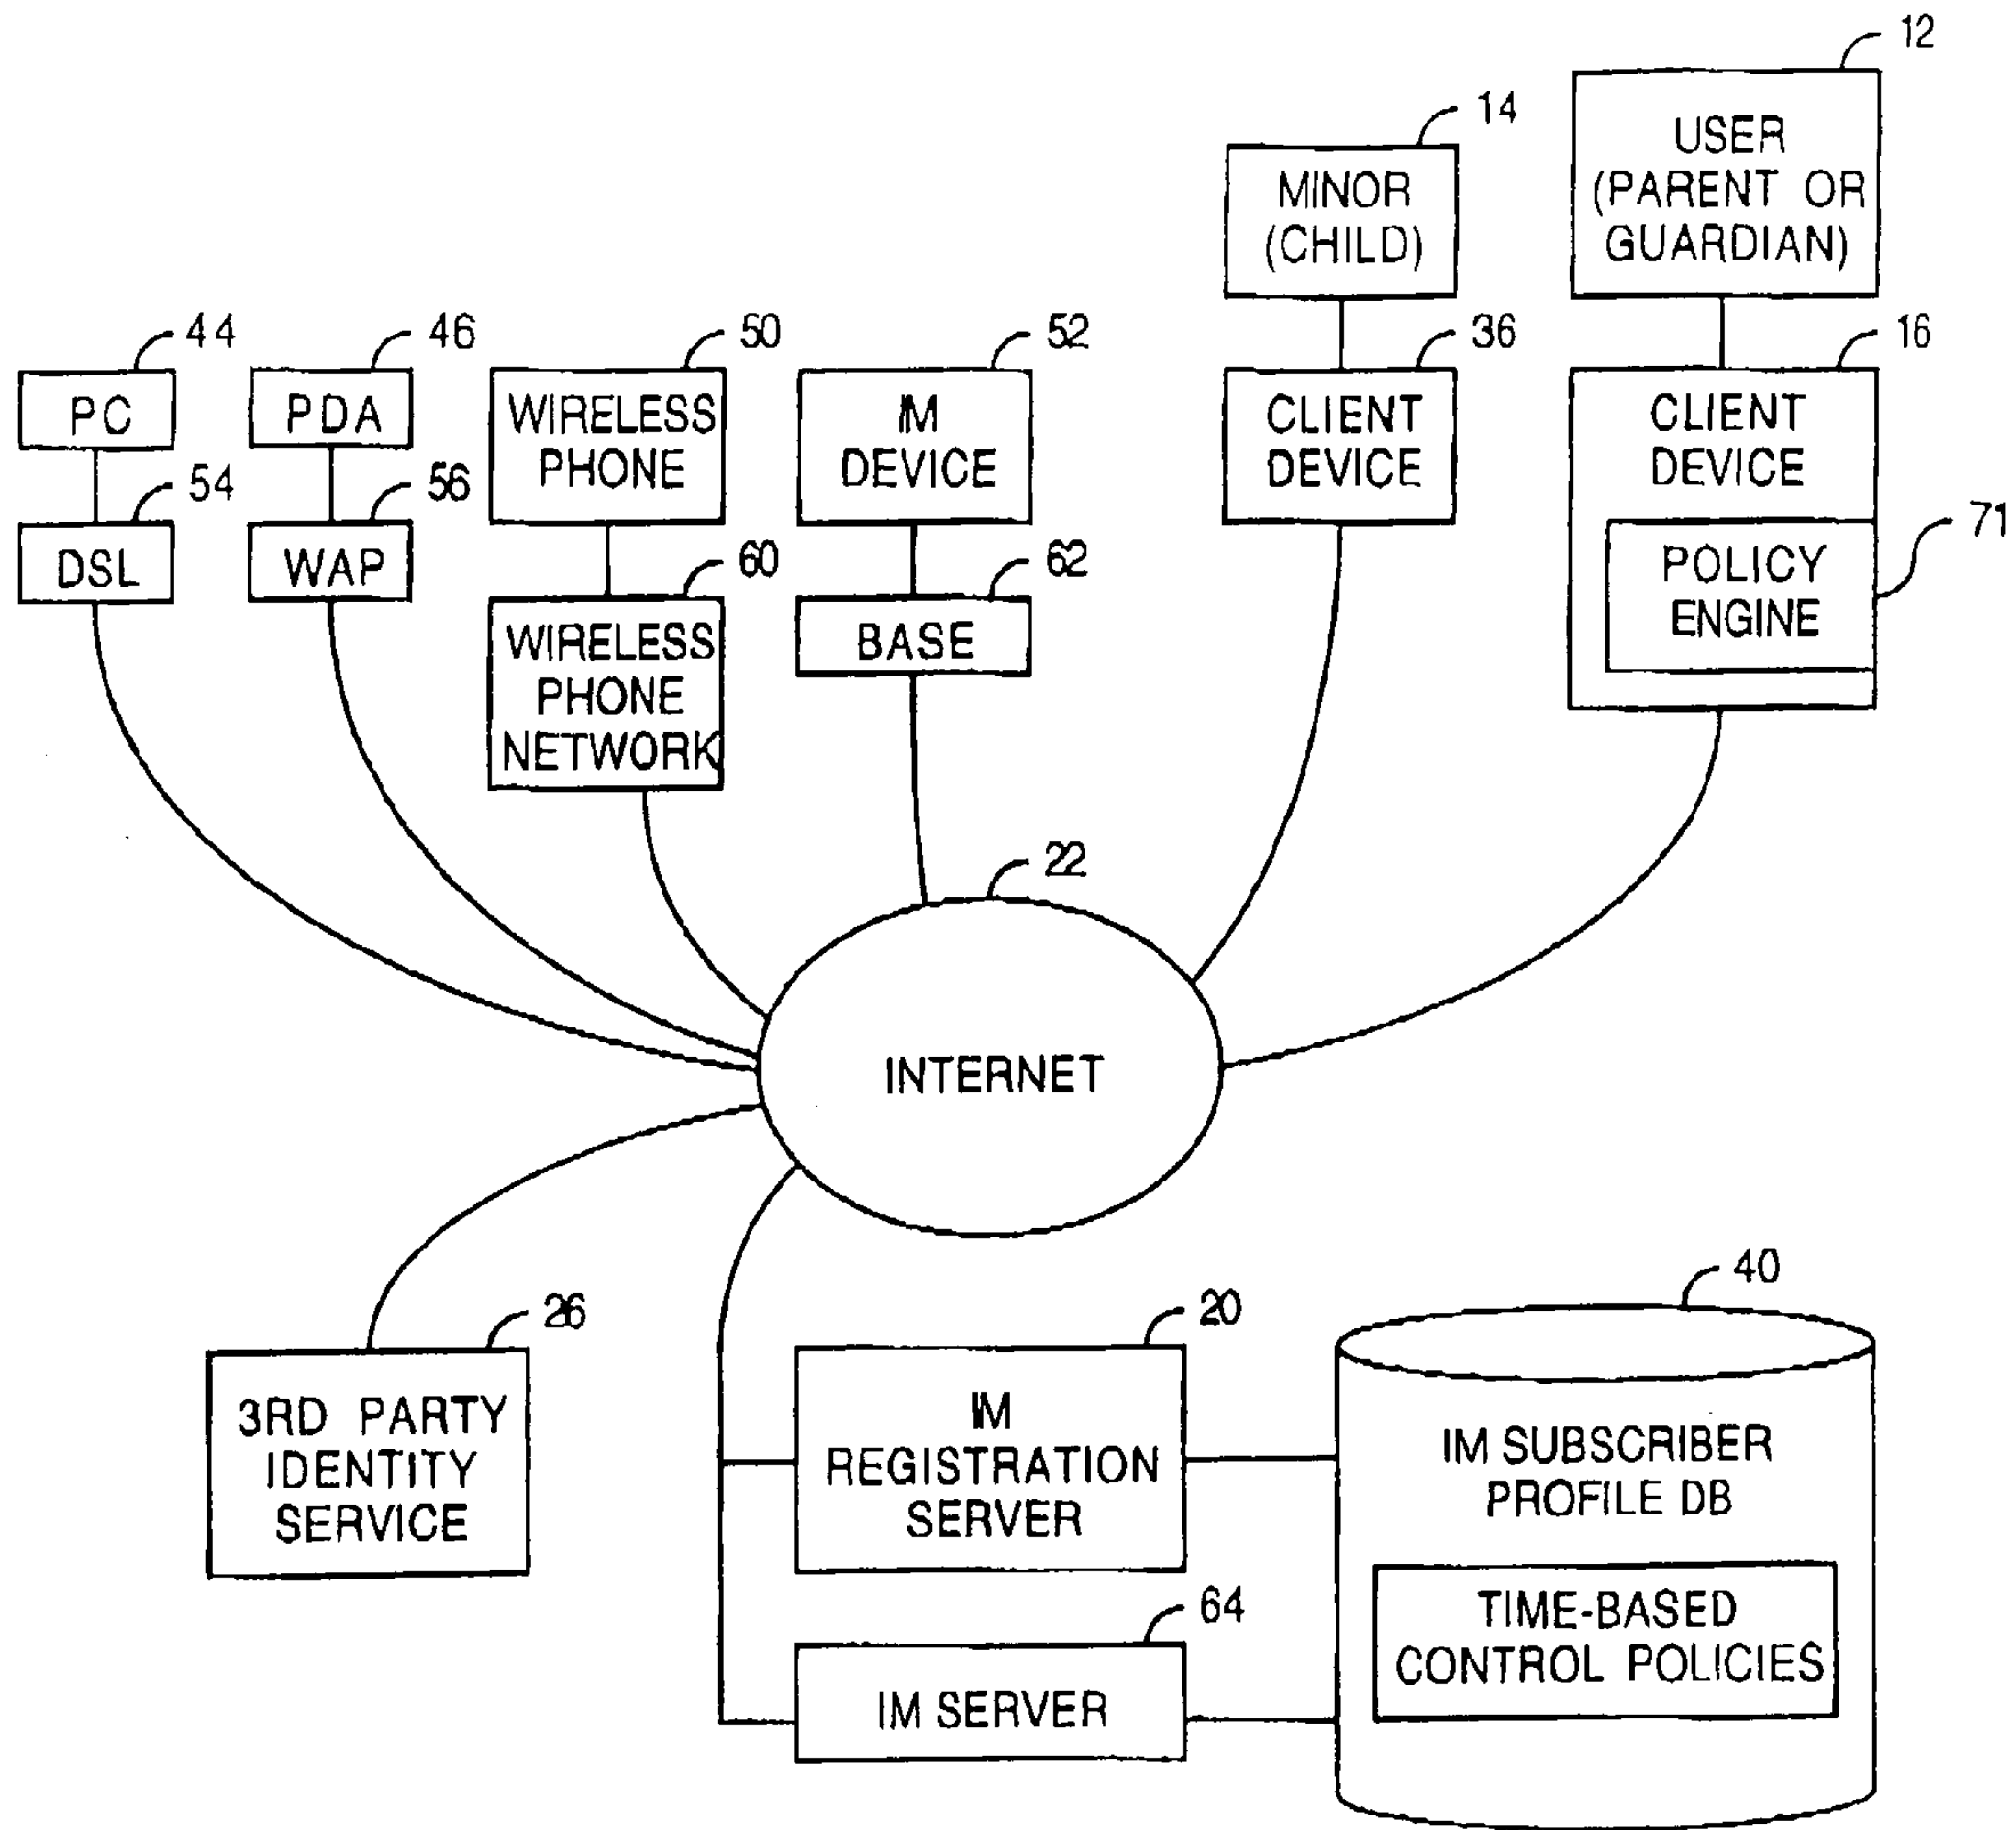 12
14
USER
(PARENT OR
GUARDIAN)
MINOR
(CHILD)
44
46
50
52
36
16
PC
PDA
WIRELESS
PHONE
IM
DEVICE
CLIENT
DEVICE
CLIENT
DEVICE
54
56
60
62
71
DSL
WAP
WIRELESS
PHONE
NETWORK
BASE
POLICY
ENGINE
22
INTERNET
26
20
40
3RD PARTY
IDENTITY
SERVICE
IM
REGISTRATION
SERVER
IM SUBSCRIBER
PROFILE DB
64
IM SERVER
TIME-BASED
CONTROL POLICIES